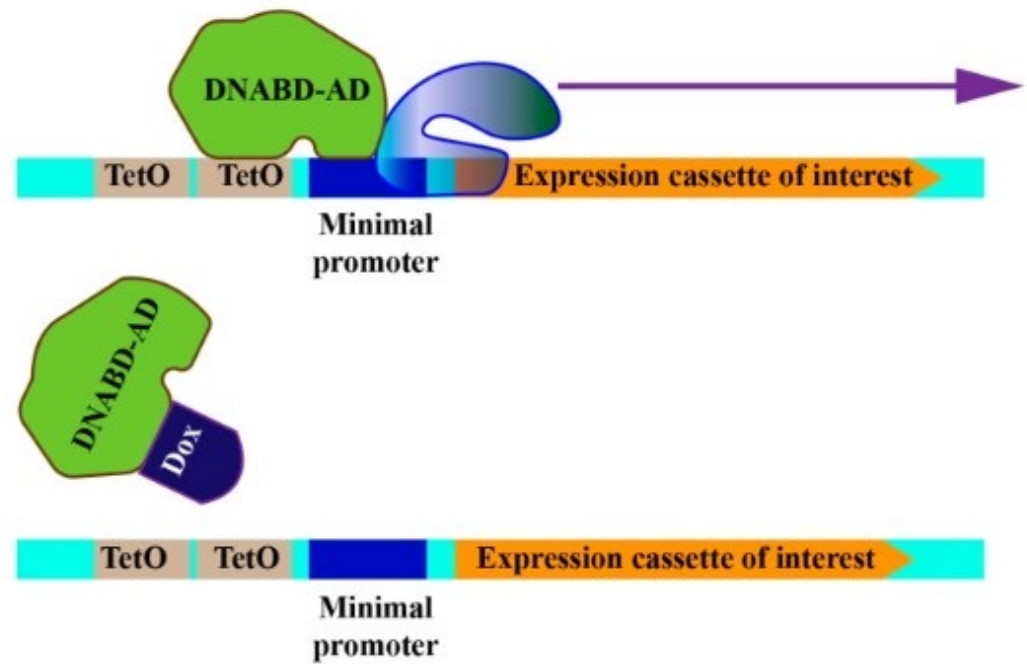 DNABD-AD
TetO TetO Expression cassette of interest
Minimal
promoter
DNABD-AD
Dox
TetO TetO Expression cassette of interest
Minimal
promoter